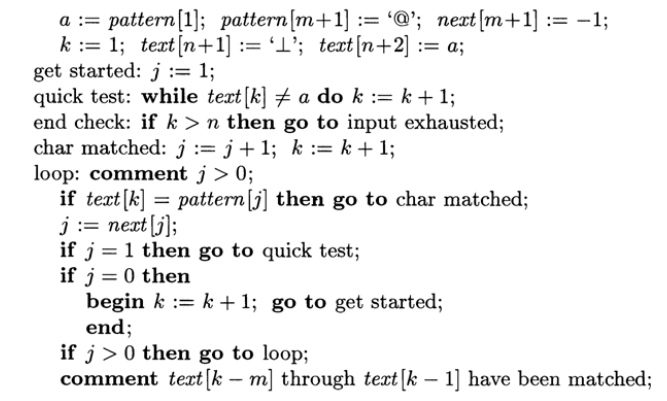 a := pattern[1]; pattern[m+1] := ‘@’; next[m+1] := −1;
k := 1; text[n+1] := ‘⊥’; text[n+2] := a;
get started: j := 1;
quick test: while text[k] ≠ a do k := k + 1;
end check: if k > n then go to input exhausted;
char matched: j := j + 1; k := k + 1;
loop: comment j > 0;
if text[k] = pattern[j] then go to char matched;
j := next[j];
if j = 1 then go to quick test;
if j = 0 then
begin k := k + 1; go to get started;
end;
if j > 0 then go to loop;
comment text[k − m] through text[k − 1] have been matched;